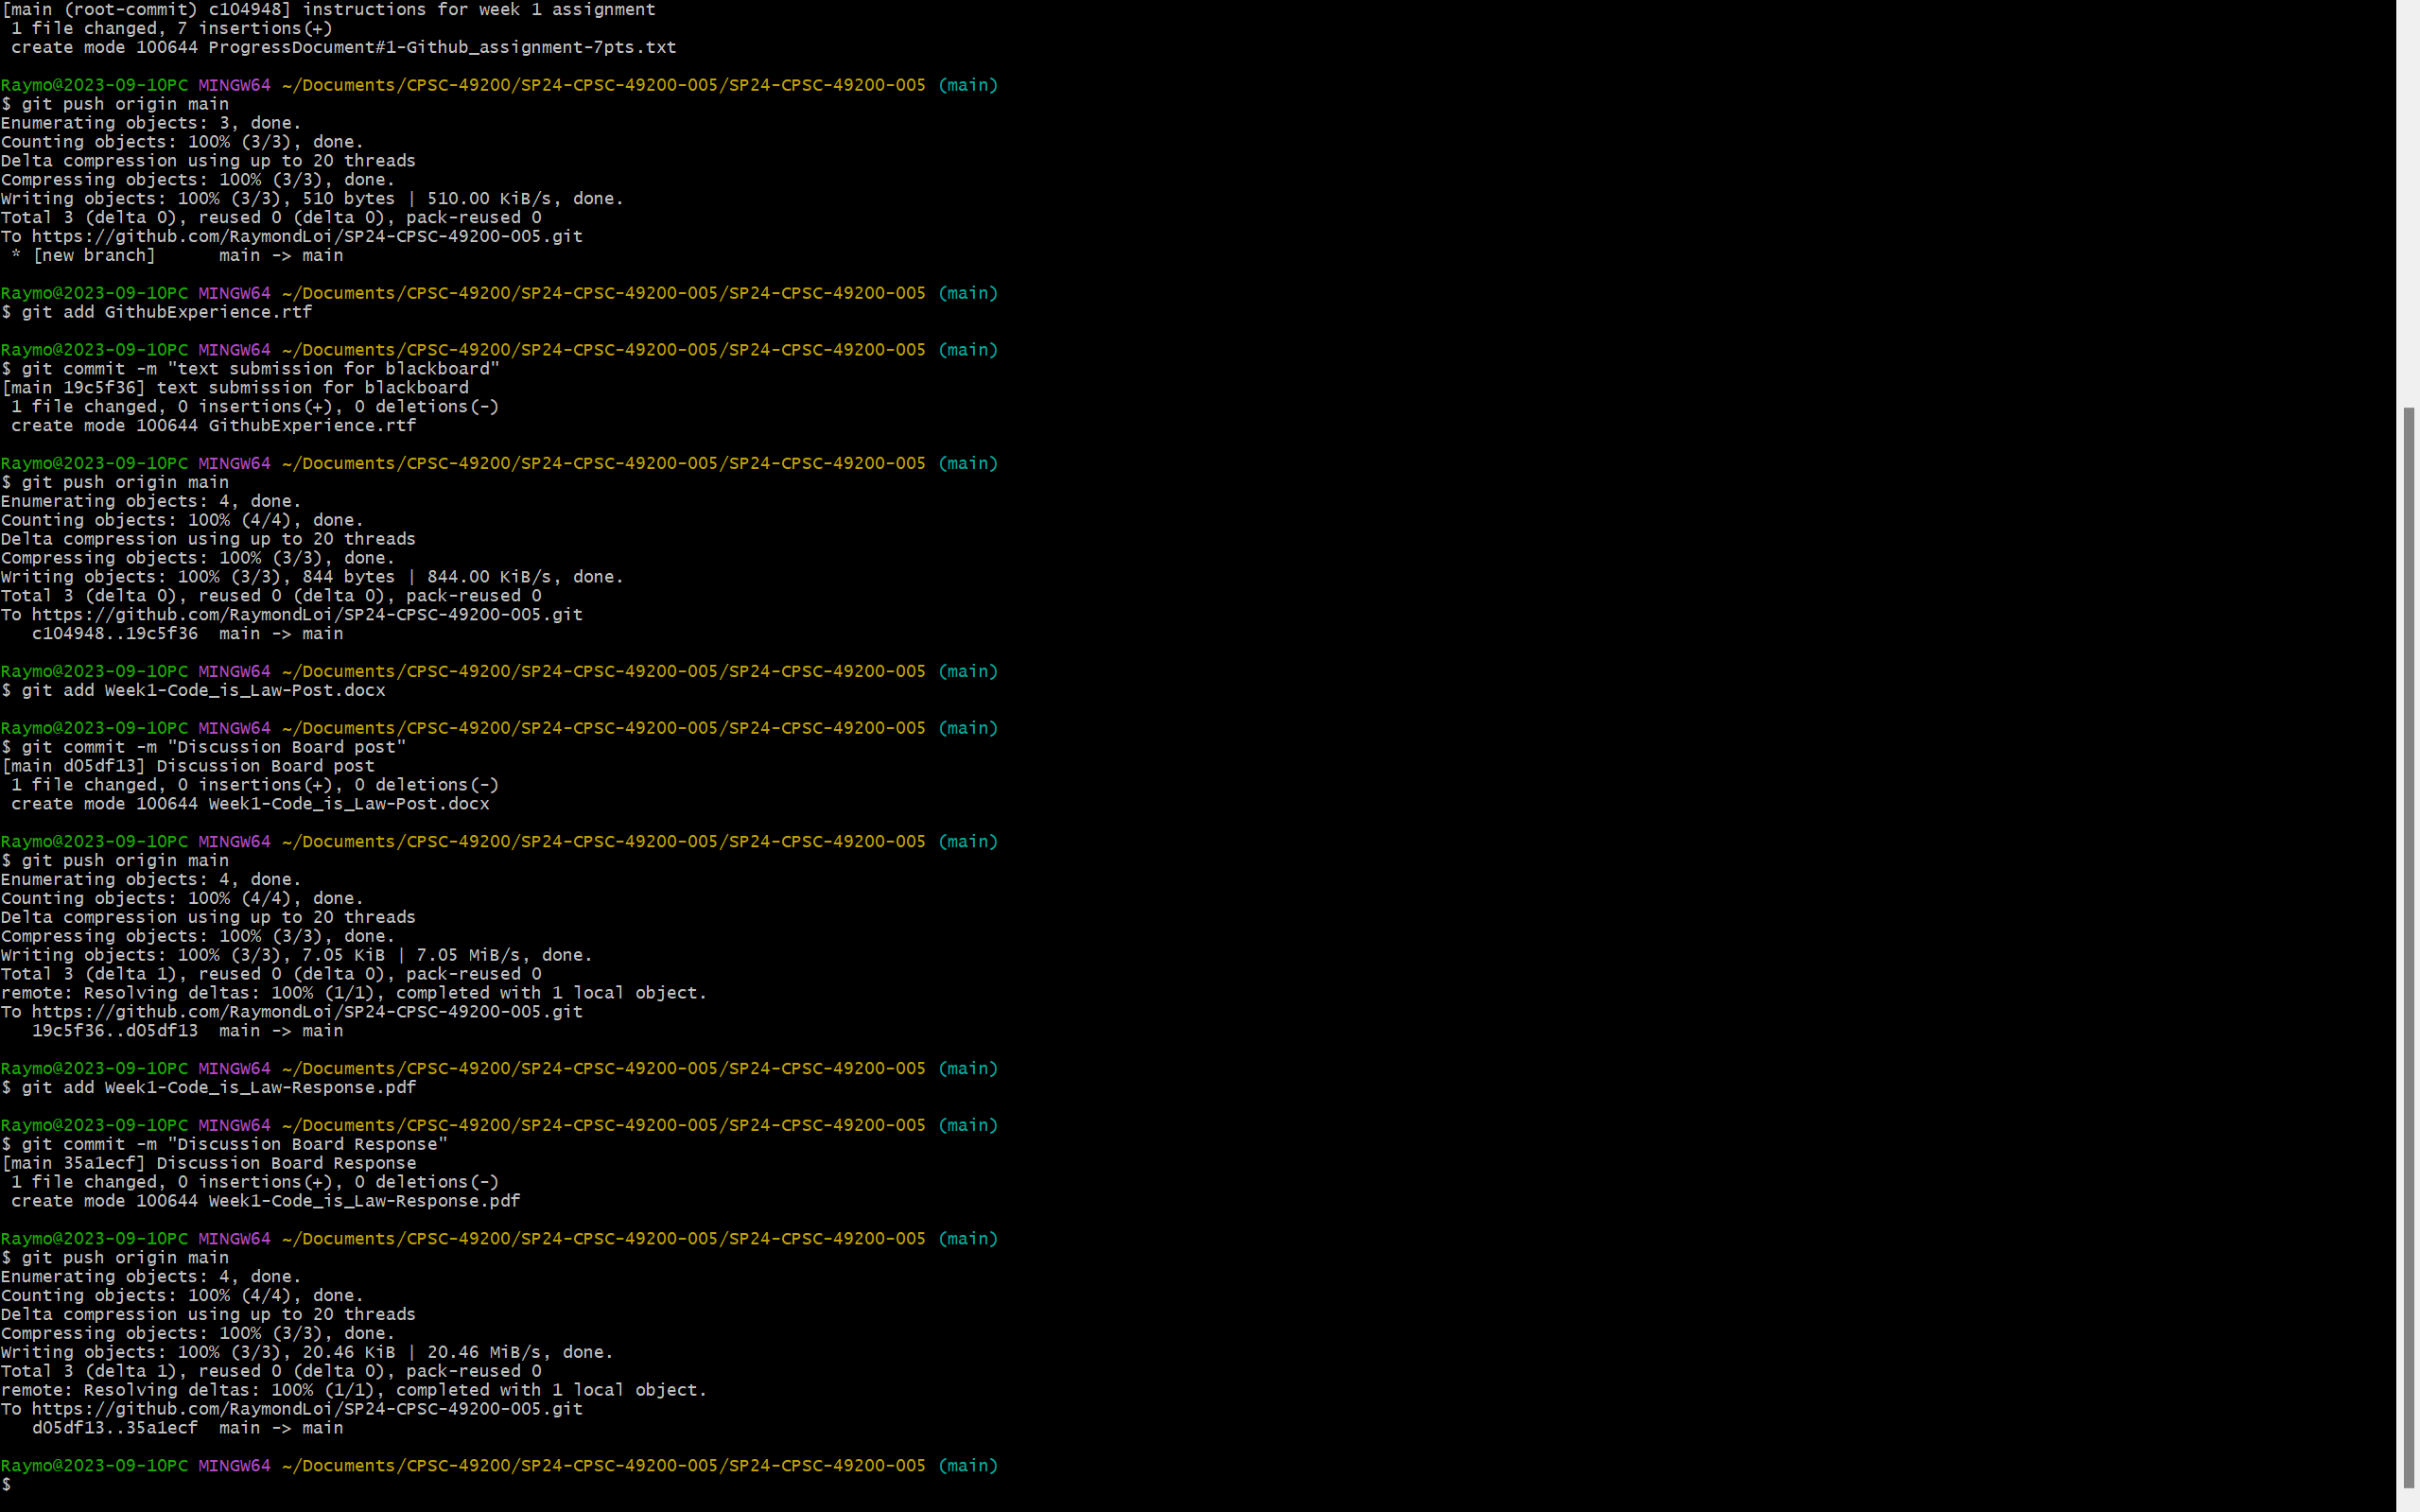 [main (root-commit) c104948] instructions for week 1 assignment
 1 file changed, 7 insertions(+)
 create mode 100644 ProgressDocument#1-Github_assignment-7pts.txt

Raymo@2023-09-10PC MINGW64 ~/Documents/CPSC-49200/SP24-CPSC-49200-005/SP24-CPSC-49200-005 (main)
$ git push origin main
Enumerating objects: 3, done.
Counting objects: 100% (3/3), done.
Delta compression using up to 20 threads
Compressing objects: 100% (3/3), done.
Writing objects: 100% (3/3), 510 bytes | 510.00 KiB/s, done.
Total 3 (delta 0), reused 0 (delta 0), pack-reused 0
To https://github.com/RaymondLoi/SP24-CPSC-49200-005.git
 * [new branch]      main -> main

Raymo@2023-09-10PC MINGW64 ~/Documents/CPSC-49200/SP24-CPSC-49200-005/SP24-CPSC-49200-005 (main)
$ git add GithubExperience.rtf

Raymo@2023-09-10PC MINGW64 ~/Documents/CPSC-49200/SP24-CPSC-49200-005/SP24-CPSC-49200-005 (main)
$ git commit -m "text submission for blackboard"
[main 19c5f36] text submission for blackboard
 1 file changed, 0 insertions(+), 0 deletions(-)
 create mode 100644 GithubExperience.rtf

Raymo@2023-09-10PC MINGW64 ~/Documents/CPSC-49200/SP24-CPSC-49200-005/SP24-CPSC-49200-005 (main)
$ git push origin main
Enumerating objects: 4, done.
Counting objects: 100% (4/4), done.
Delta compression using up to 20 threads
Compressing objects: 100% (3/3), done.
Writing objects: 100% (3/3), 844 bytes | 844.00 KiB/s, done.
Total 3 (delta 0), reused 0 (delta 0), pack-reused 0
To https://github.com/RaymondLoi/SP24-CPSC-49200-005.git
   c104948..19c5f36  main -> main

Raymo@2023-09-10PC MINGW64 ~/Documents/CPSC-49200/SP24-CPSC-49200-005/SP24-CPSC-49200-005 (main)
$ git add Week1-Code_is_Law-Post.docx

Raymo@2023-09-10PC MINGW64 ~/Documents/CPSC-49200/SP24-CPSC-49200-005/SP24-CPSC-49200-005 (main)
$ git commit -m "Discussion Board post"
[main d05df13] Discussion Board post
 1 file changed, 0 insertions(+), 0 deletions(-)
 create mode 100644 Week1-Code_is_Law-Post.docx

Raymo@2023-09-10PC MINGW64 ~/Documents/CPSC-49200/SP24-CPSC-49200-005/SP24-CPSC-49200-005 (main)
$ git push origin main
Enumerating objects: 4, done.
Counting objects: 100% (4/4), done.
Delta compression using up to 20 threads
Compressing objects: 100% (3/3), done.
Writing objects: 100% (3/3), 7.05 KiB | 7.05 MiB/s, done.
Total 3 (delta 1), reused 0 (delta 0), pack-reused 0
remote: Resolving deltas: 100% (1/1), completed with 1 local object.
To https://github.com/RaymondLoi/SP24-CPSC-49200-005.git
   19c5f36..d05df13  main -> main

Raymo@2023-09-10PC MINGW64 ~/Documents/CPSC-49200/SP24-CPSC-49200-005/SP24-CPSC-49200-005 (main)
$ git add Week1-Code_is_Law-Response.pdf

Raymo@2023-09-10PC MINGW64 ~/Documents/CPSC-49200/SP24-CPSC-49200-005/SP24-CPSC-49200-005 (main)
$ git commit -m "Discussion Board Response"
[main 35a1ecf] Discussion Board Response
 1 file changed, 0 insertions(+), 0 deletions(-)
 create mode 100644 Week1-Code_is_Law-Response.pdf

Raymo@2023-09-10PC MINGW64 ~/Documents/CPSC-49200/SP24-CPSC-49200-005/SP24-CPSC-49200-005 (main)
$ git push origin main
Enumerating objects: 4, done.
Counting objects: 100% (4/4), done.
Delta compression using up to 20 threads
Compressing objects: 100% (3/3), done.
Writing objects: 100% (3/3), 20.46 KiB | 20.46 MiB/s, done.
Total 3 (delta 1), reused 0 (delta 0), pack-reused 0
remote: Resolving deltas: 100% (1/1), completed with 1 local object.
To https://github.com/RaymondLoi/SP24-CPSC-49200-005.git
   d05df13..35a1ecf  main -> main

Raymo@2023-09-10PC MINGW64 ~/Documents/CPSC-49200/SP24-CPSC-49200-005/SP24-CPSC-49200-005 (main)
$